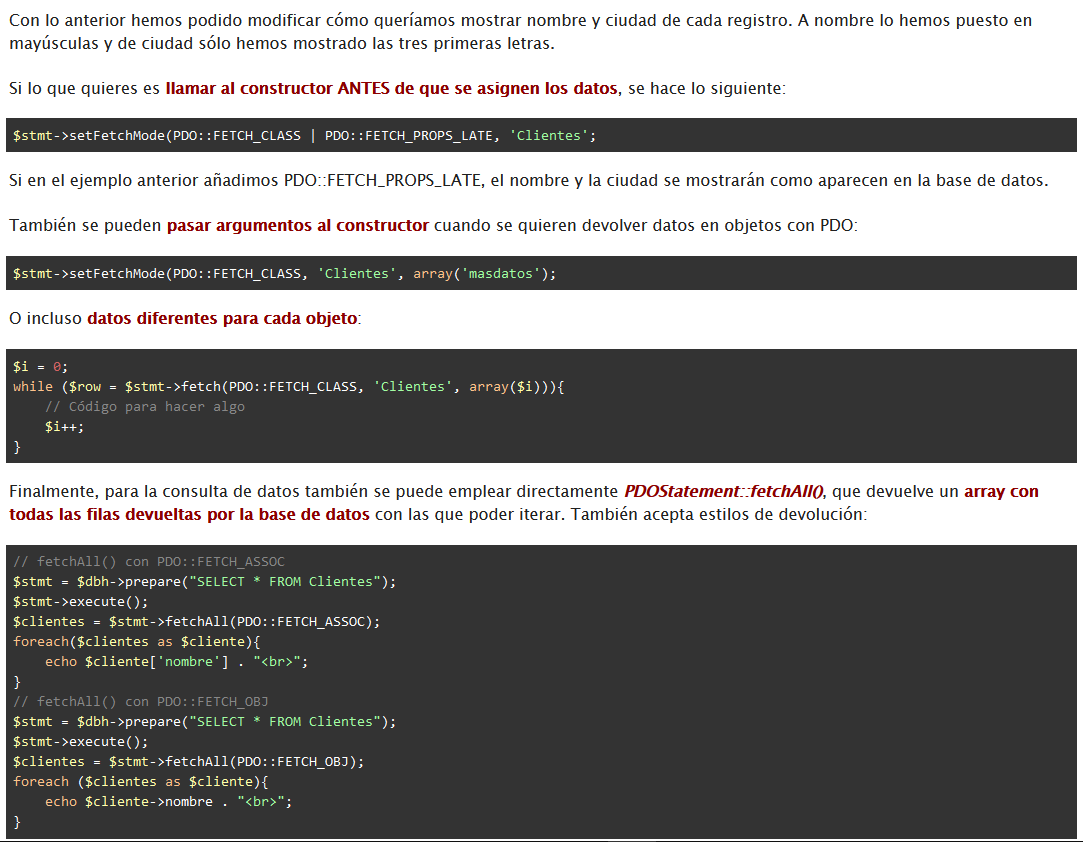 Con lo anterior hemos podido modificar cómo queríamos mostrar nombre y ciudad de cada registro. A nombre lo hemos puesto en
mayúsculas y de ciudad sólo hemos mostrado las tres primeras letras.
Si lo que quieres es llamar al constructor ANTES de que se asignen los datos, se hace lo siguiente:
$stmt->setFetchMode(PDO::FETCH_CLASS | PDO::FETCH_PROPS_LATE, 'Clientes';
Si en el ejemplo anterior añadimos PDO::FETCH_PROPS_LATE, el nombre y la ciudad se mostrarán como aparecen en la base de datos.
También se pueden pasar argumentos al constructor cuando se quieren devolver datos en objetos con PDO:
$stmt->setFetchMode(PDO::FETCH_CLASS, 'Clientes', array('masdatos');
O incluso datos diferentes para cada objeto:
$i = 0;
while ($row = $stmt->fetch(PDO::FETCH_CLASS, 'Clientes', array($i))){
    // Código para hacer algo
    $i++;
}
Finalmente, para la consulta de datos también se puede emplear directamente PDOStatement::fetchAll(), que devuelve un array con
todas las filas devueltas por la base de datos con las que poder iterar. También acepta estilos de devolución:
// fetchAll() con PDO::FETCH_ASSOC
$stmt = $dbh->prepare("SELECT * FROM Clientes");
$stmt->execute();
$clientes = $stmt->fetchAll(PDO::FETCH_ASSOC);
foreach($clientes as $cliente){
    echo $cliente['nombre'] . "<br>";
}
// fetchAll() con PDO::FETCH_OBJ
$stmt = $dbh->prepare("SELECT * FROM Clientes");
$stmt->execute();
$clientes = $stmt->fetchAll(PDO::FETCH_OBJ);
foreach ($clientes as $cliente){
    echo $cliente->nombre . "<br>";
}